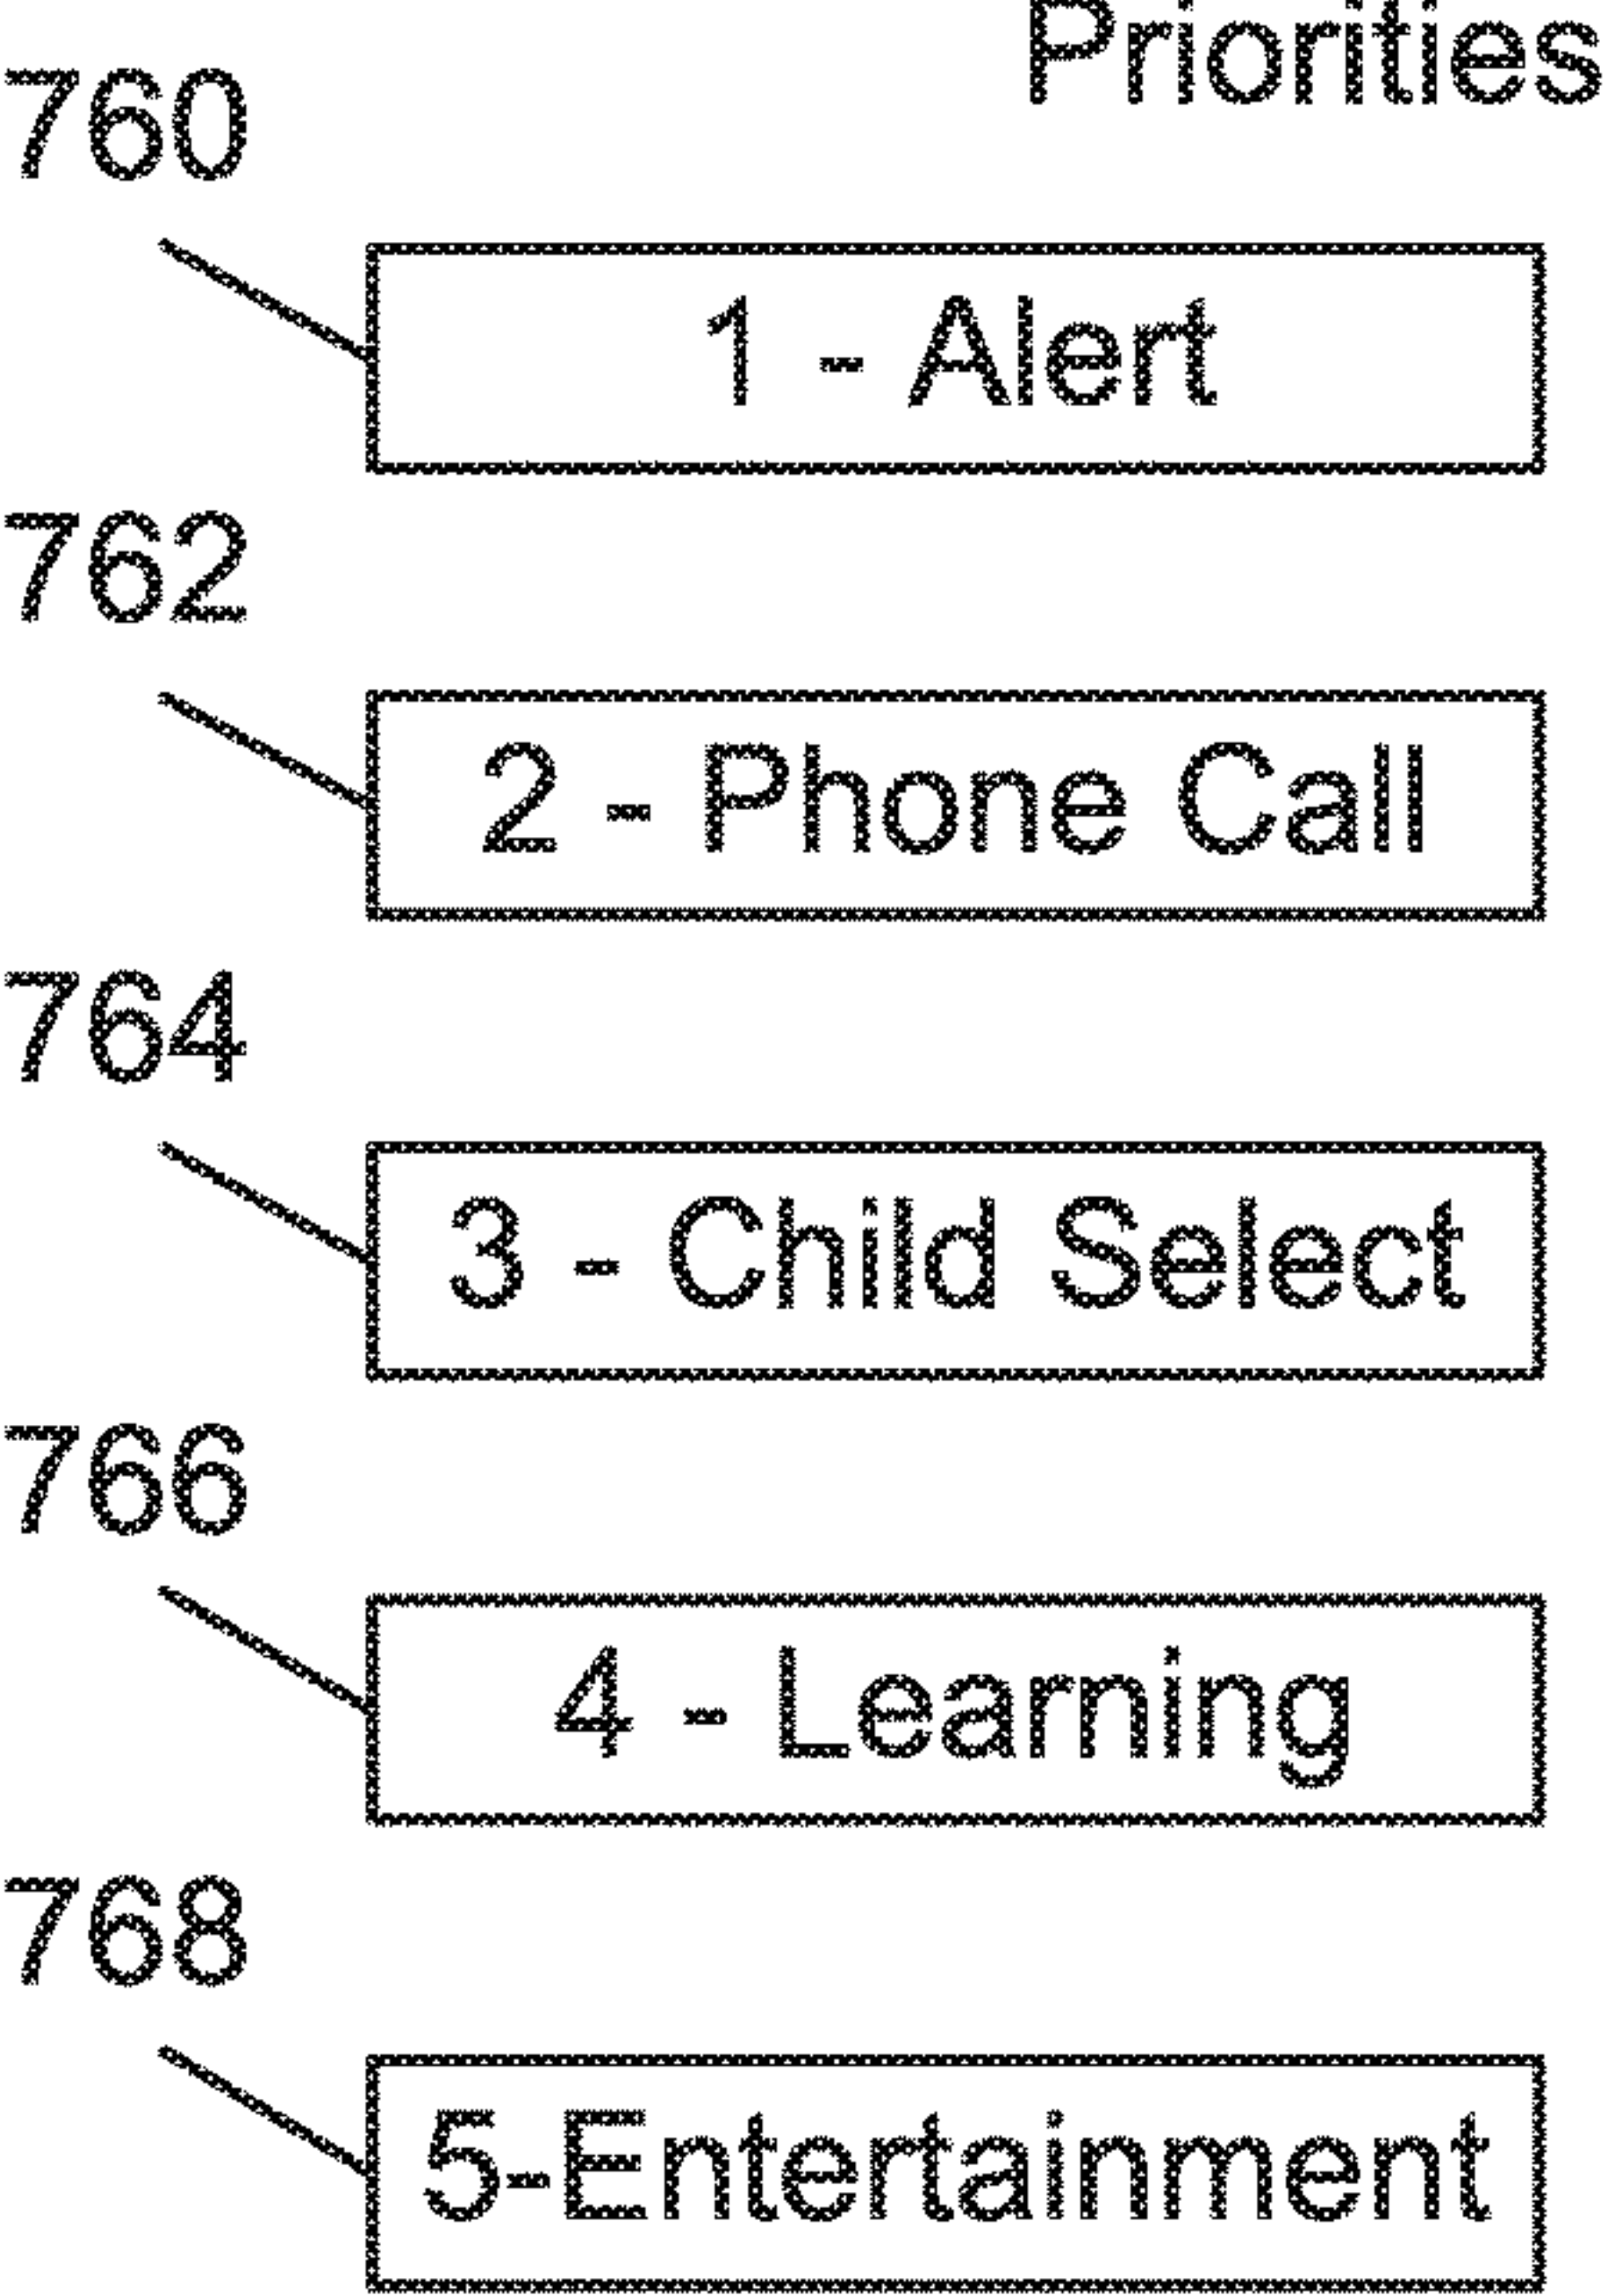 Priorities
760
1 - Alert
762
2 - Phone Call
764
3 - Child Select
766
4 - Learning
768
5-Entertainment